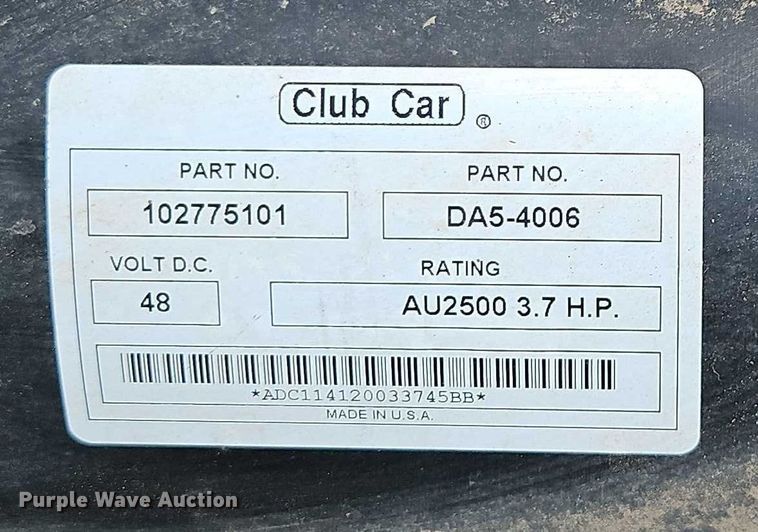 Club Car ®
PART NO. PART NO.
102775101 DA5-4006
VOLT D.C. RATING
48 AU2500 3.7 H.P.
*ADC114120033745BB*
MADE IN U.S.A.
Purple Wave Auction